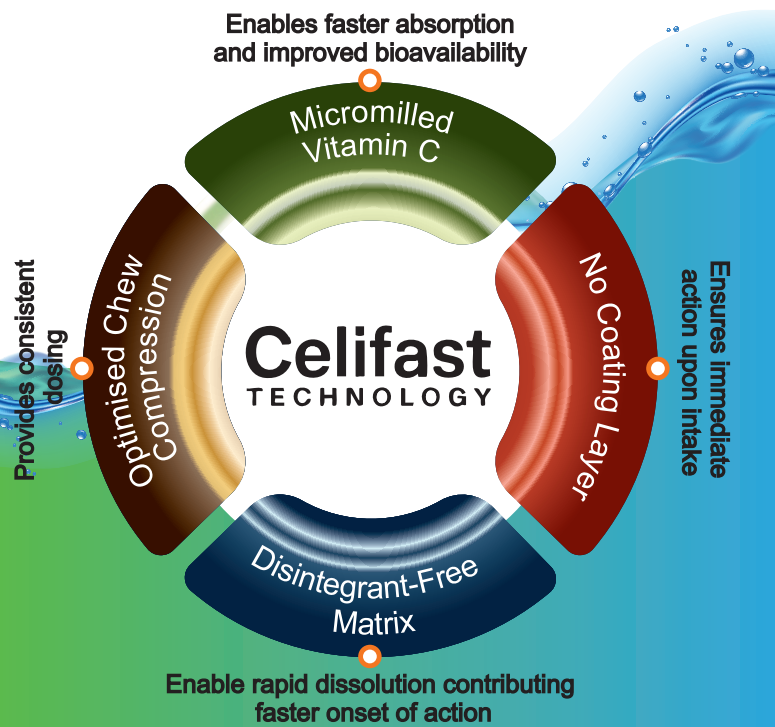 Enables faster absorption
and improved bioavailability
Micromilled
Vitamin C
Provides consistent
dosing
Optimised Chew
Compression
Celifast
TECHNOLOGY
No Coating Layer
Ensures immediate
action upon intake
Disintegrant-Free
Matrix
Enable rapid dissolution contributing
faster onset of action